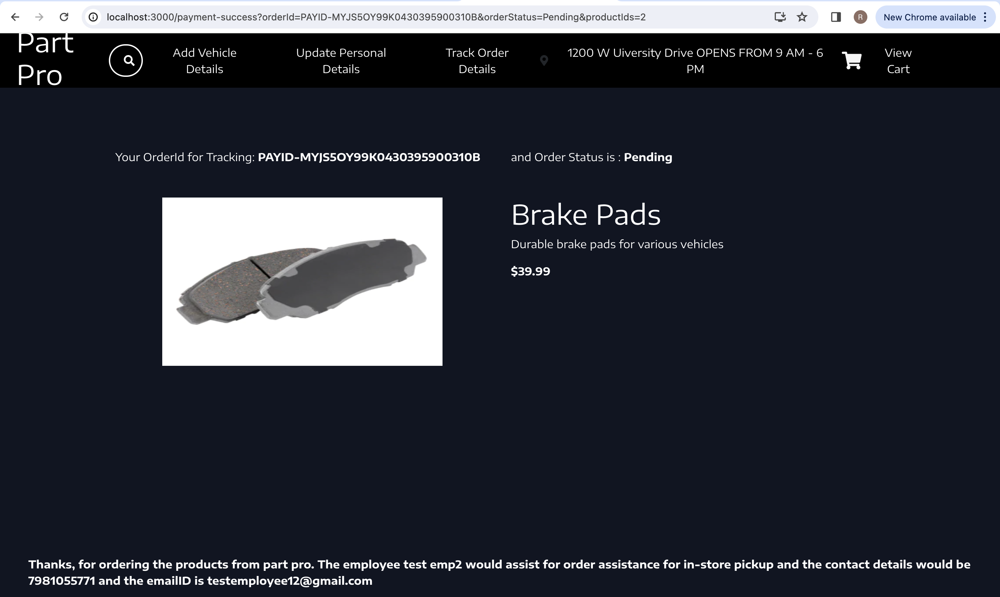 localhost:3000/payment-success?orderId=PAYID-MYJS5OY99K0430395900310B&orderStatus=Pending&productIds=2
R
New Chrome available
Part
Pro
Add Vehicle
Details
Update Personal
Details
Track Order
Details
1200 W Uiversity Drive OPENS FROM 9 AM - 6
PM
View
Cart
Your OrderId for Tracking: PAYID-MYJS5OY99K0430395900310B and Order Status is : Pending
Brake Pads
Durable brake pads for various vehicles
$39.99
Thanks, for ordering the products from part pro. The employee test emp2 would assist for order assistance for in-store pickup and the contact details would be
7981055771 and the emailID is testemployee12@gmail.com